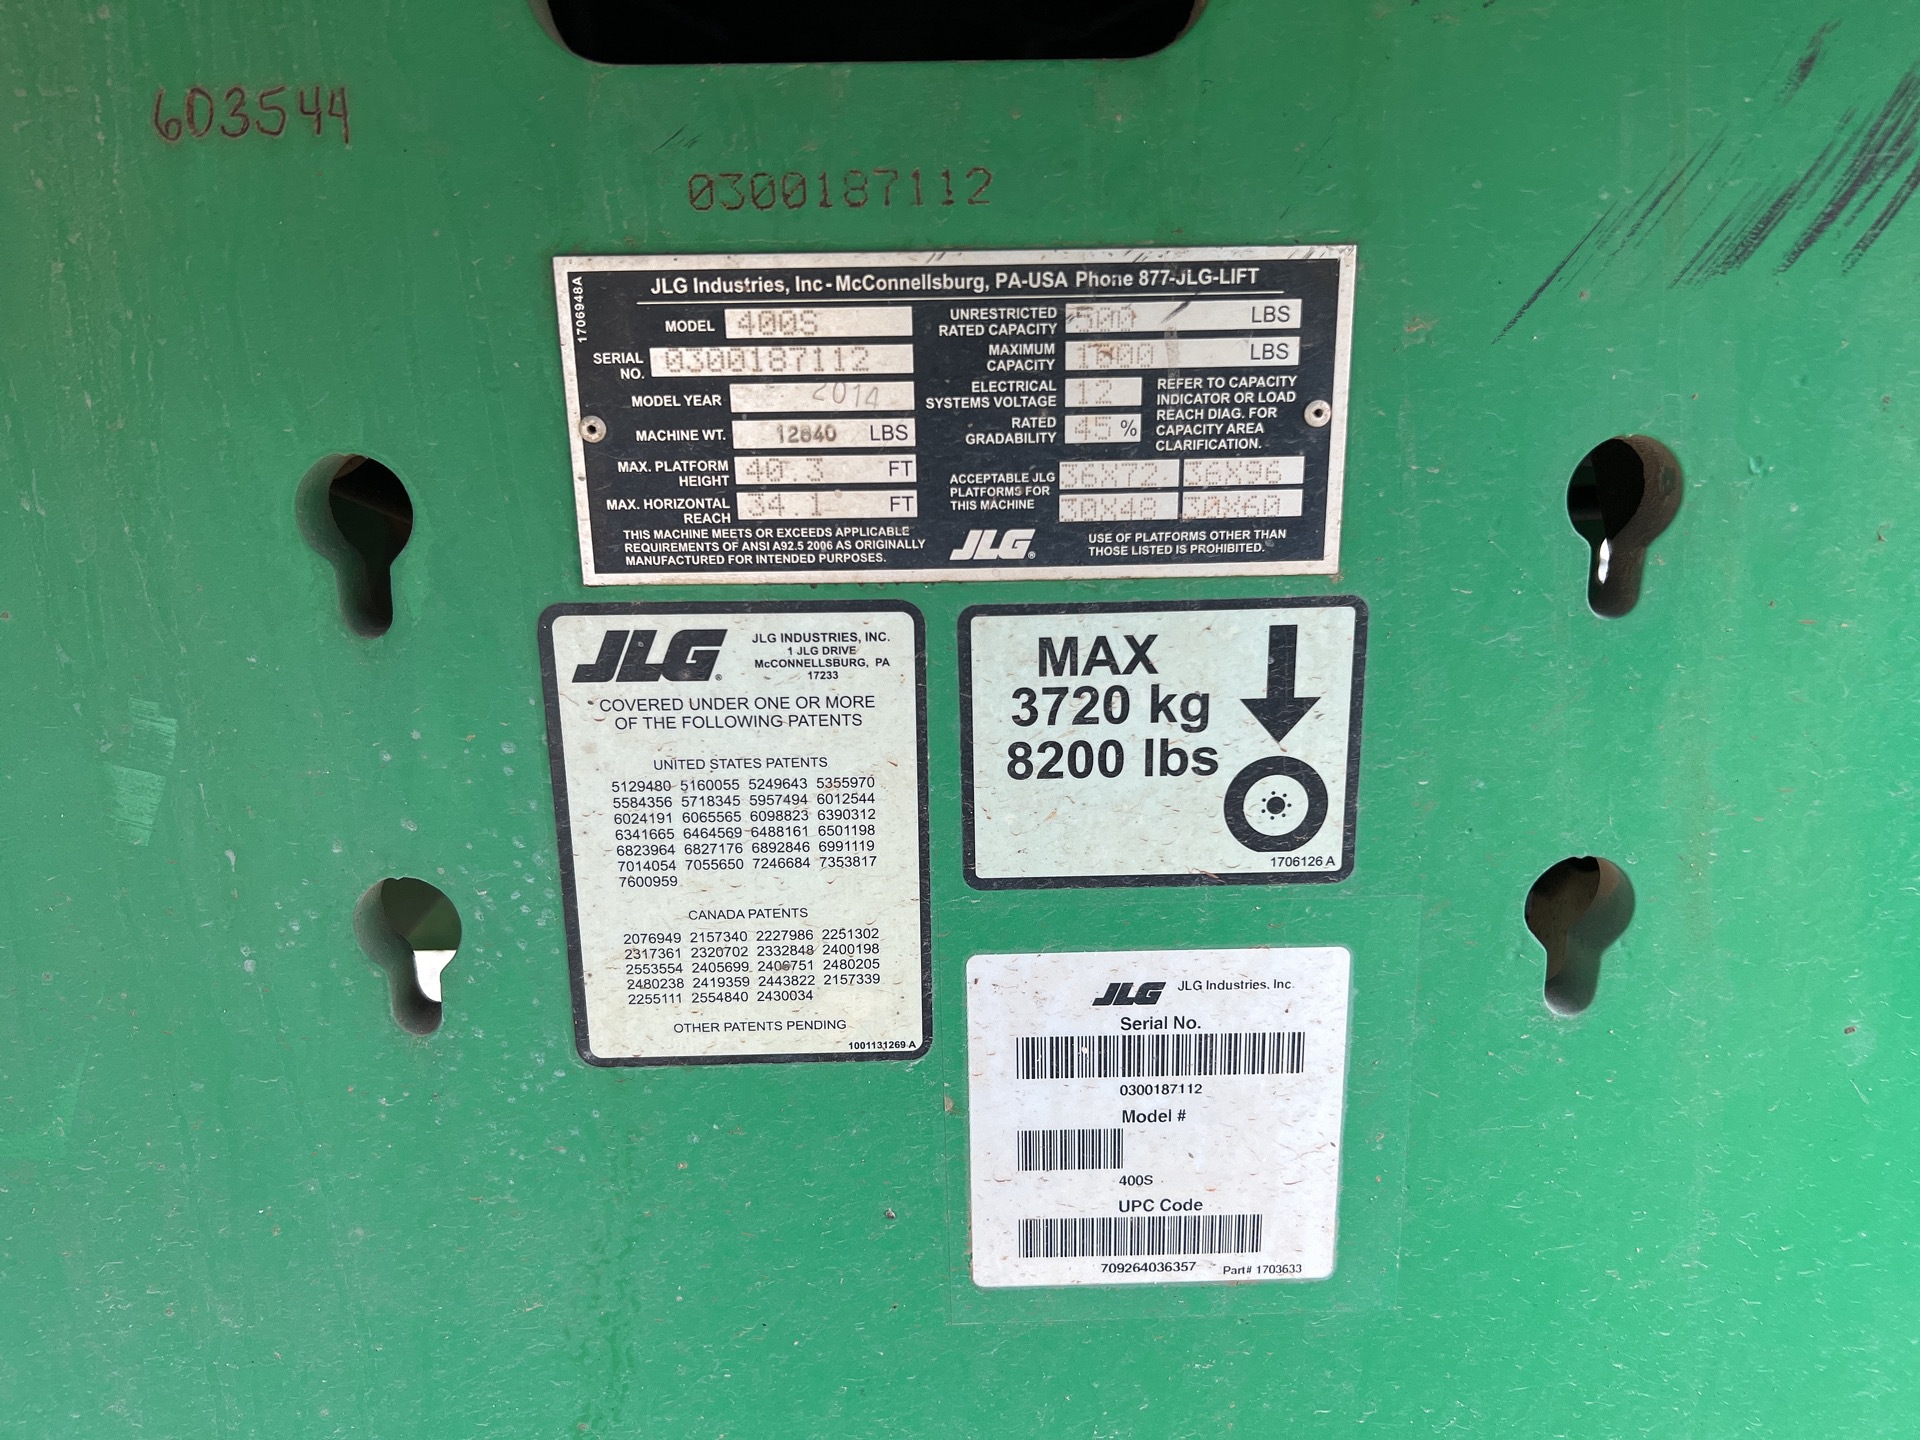 6D3544
0300187112
1706948A
JLG Industries, Inc - McConnellsburg, PA-USA Phone 877-JLG-LIFT
MODEL 400S
SERIAL NO. 0300187112
MODEL YEAR 2014
MACHINE WT. 12840 LBS
MAX. PLATFORM HEIGHT 40.3 FT
MAX. HORIZONTAL REACH 34.1 FT
THIS MACHINE MEETS OR EXCEEDS APPLICABLE
REQUIREMENTS OF ANSI A92.5 2006 AS ORIGINALLY
MANUFACTURED FOR INTENDED PURPOSES.
UNRESTRICTED RATED CAPACITY 500 LBS
MAXIMUM CAPACITY LBS
ELECTRICAL SYSTEMS VOLTAGE 12
RATED GRADABILITY 45 %
REFER TO CAPACITY
INDICATOR OR LOAD
REACH DIAG. FOR
CAPACITY AREA
CLARIFICATION.
ACCEPTABLE JLG
PLATFORMS FOR
THIS MACHINE
36X72 36X96
30X48 30X60
JLG®
USE OF PLATFORMS OTHER THAN
THOSE LISTED IS PROHIBITED.
JLG®
JLG INDUSTRIES, INC.
1 JLG DRIVE
McCONNELLSBURG, PA
17233
COVERED UNDER ONE OR MORE
OF THE FOLLOWING PATENTS
UNITED STATES PATENTS
5129480 5160055 5249643 5355970
5584356 5718345 5957494 6012544
6024191 6065565 6098823 6390312
6341665 6464569 6488161 6501198
6823964 6827176 6892846 6991119
7014054 7055650 7246684 7353817
7600959
CANADA PATENTS
2076949 2157340 2227986 2251302
2317361 2320702 2332848 2400198
2553554 2405699 2406751 2480205
2480238 2419359 2443822 2157339
2255111 2554840 2430034
OTHER PATENTS PENDING
1001131269 A
MAX
3720 kg
8200 lbs
1706126 A
JLG JLG Industries, Inc.
Serial No.
0300187112
Model #
400S
UPC Code
709264036357 Part# 1703633